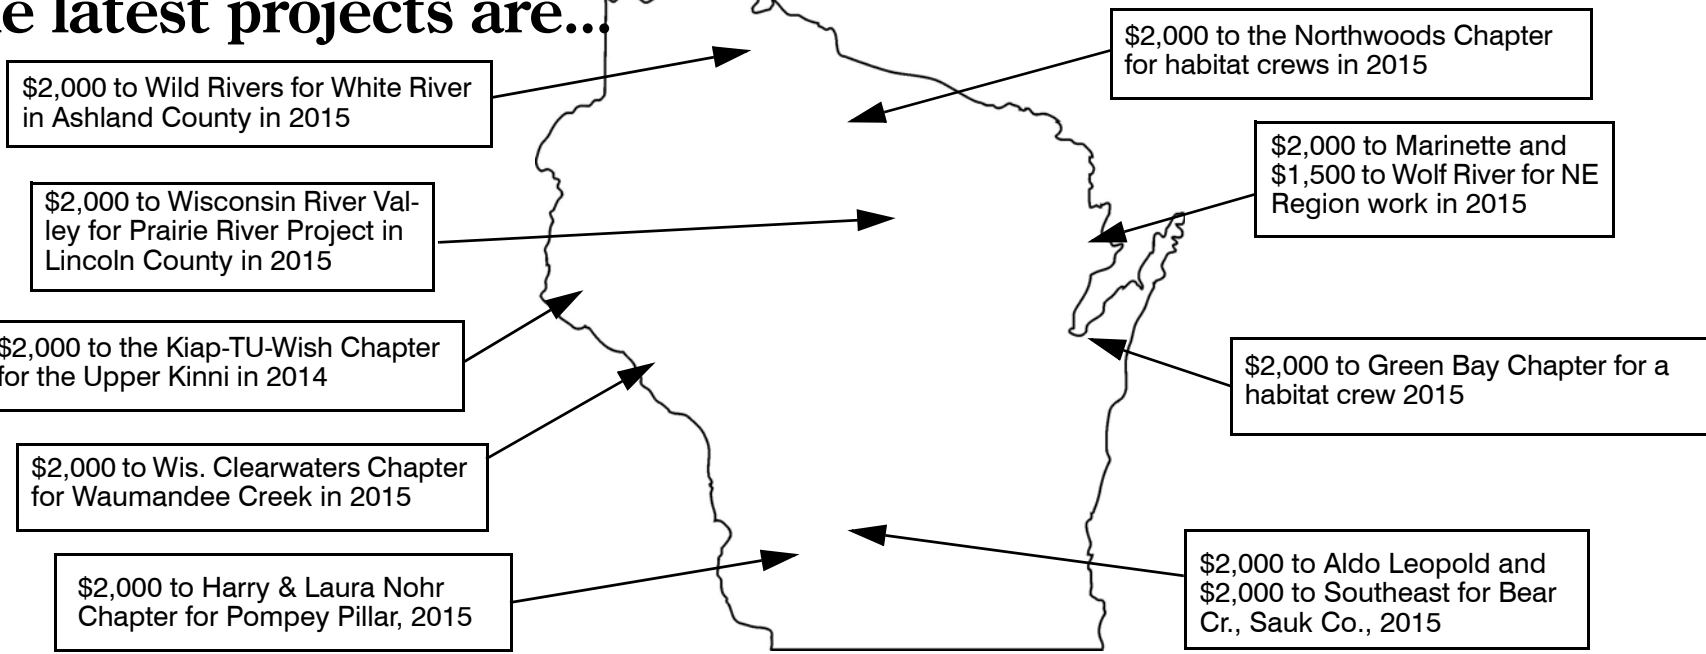 e latest projects are...
$2,000 to Wild Rivers for White River
in Ashland County in 2015
$2,000 to the Northwoods Chapter
for habitat crews in 2015
$2,000 to Marinette and
$1,500 to Wolf River for NE
Region work in 2015
$2,000 to Wisconsin River Val-
ley for Prairie River Project in
Lincoln County in 2015
$2,000 to the Kiap-TU-Wish Chapter
for the Upper Kinni in 2014
$2,000 to Green Bay Chapter for a
habitat crew 2015
$2,000 to Wis. Clearwaters Chapter
for Waumandee Creek in 2015
$2,000 to Harry & Laura Nohr
Chapter for Pompey Pillar, 2015
$2,000 to Aldo Leopold and
$2,000 to Southeast for Bear
Cr., Sauk Co., 2015